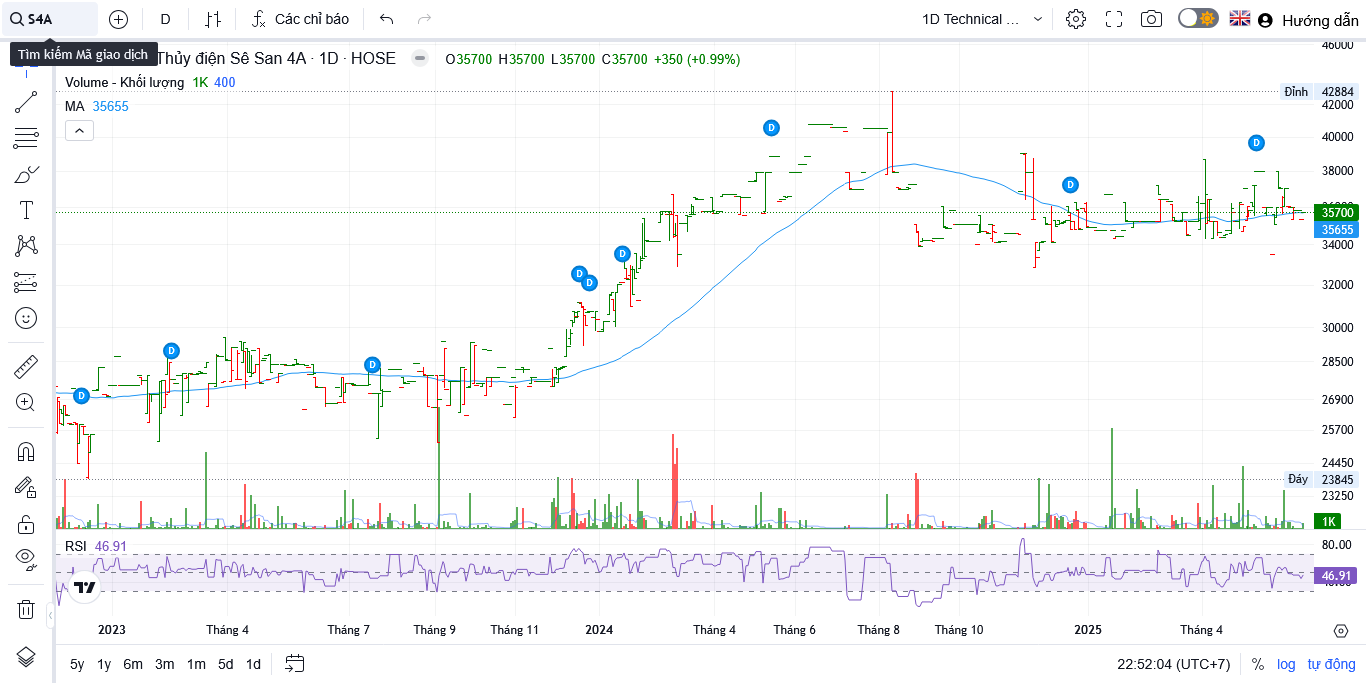 S4A D Các chỉ báo 1D Technical ... Hướng dẫn
Tìm kiếm Mã giao dịch
Thủy điện Sê San 4A · 1D · HOSE O35700 H35700 L35700 C35700 +350 (+0.99%)
Volume - Khối lượng 1K 400
MA 35655
46000
Đỉnh 42884
42000
40000
38000
35700
35655
34000
32000
30000
28500
26900
25700
24450
Đáy 23845
23250
1K
D
D
D
D
D
D
D
D
D
RSI 46.91
80.00
46.91
2023 Tháng 4 Tháng 7 Tháng 9 Tháng 11 2024 Tháng 4 Tháng 6 Tháng 8 Tháng 10 2025 Tháng 4
5y 1y 6m 3m 1m 5d 1d 22:52:04 (UTC+7) % log tự động